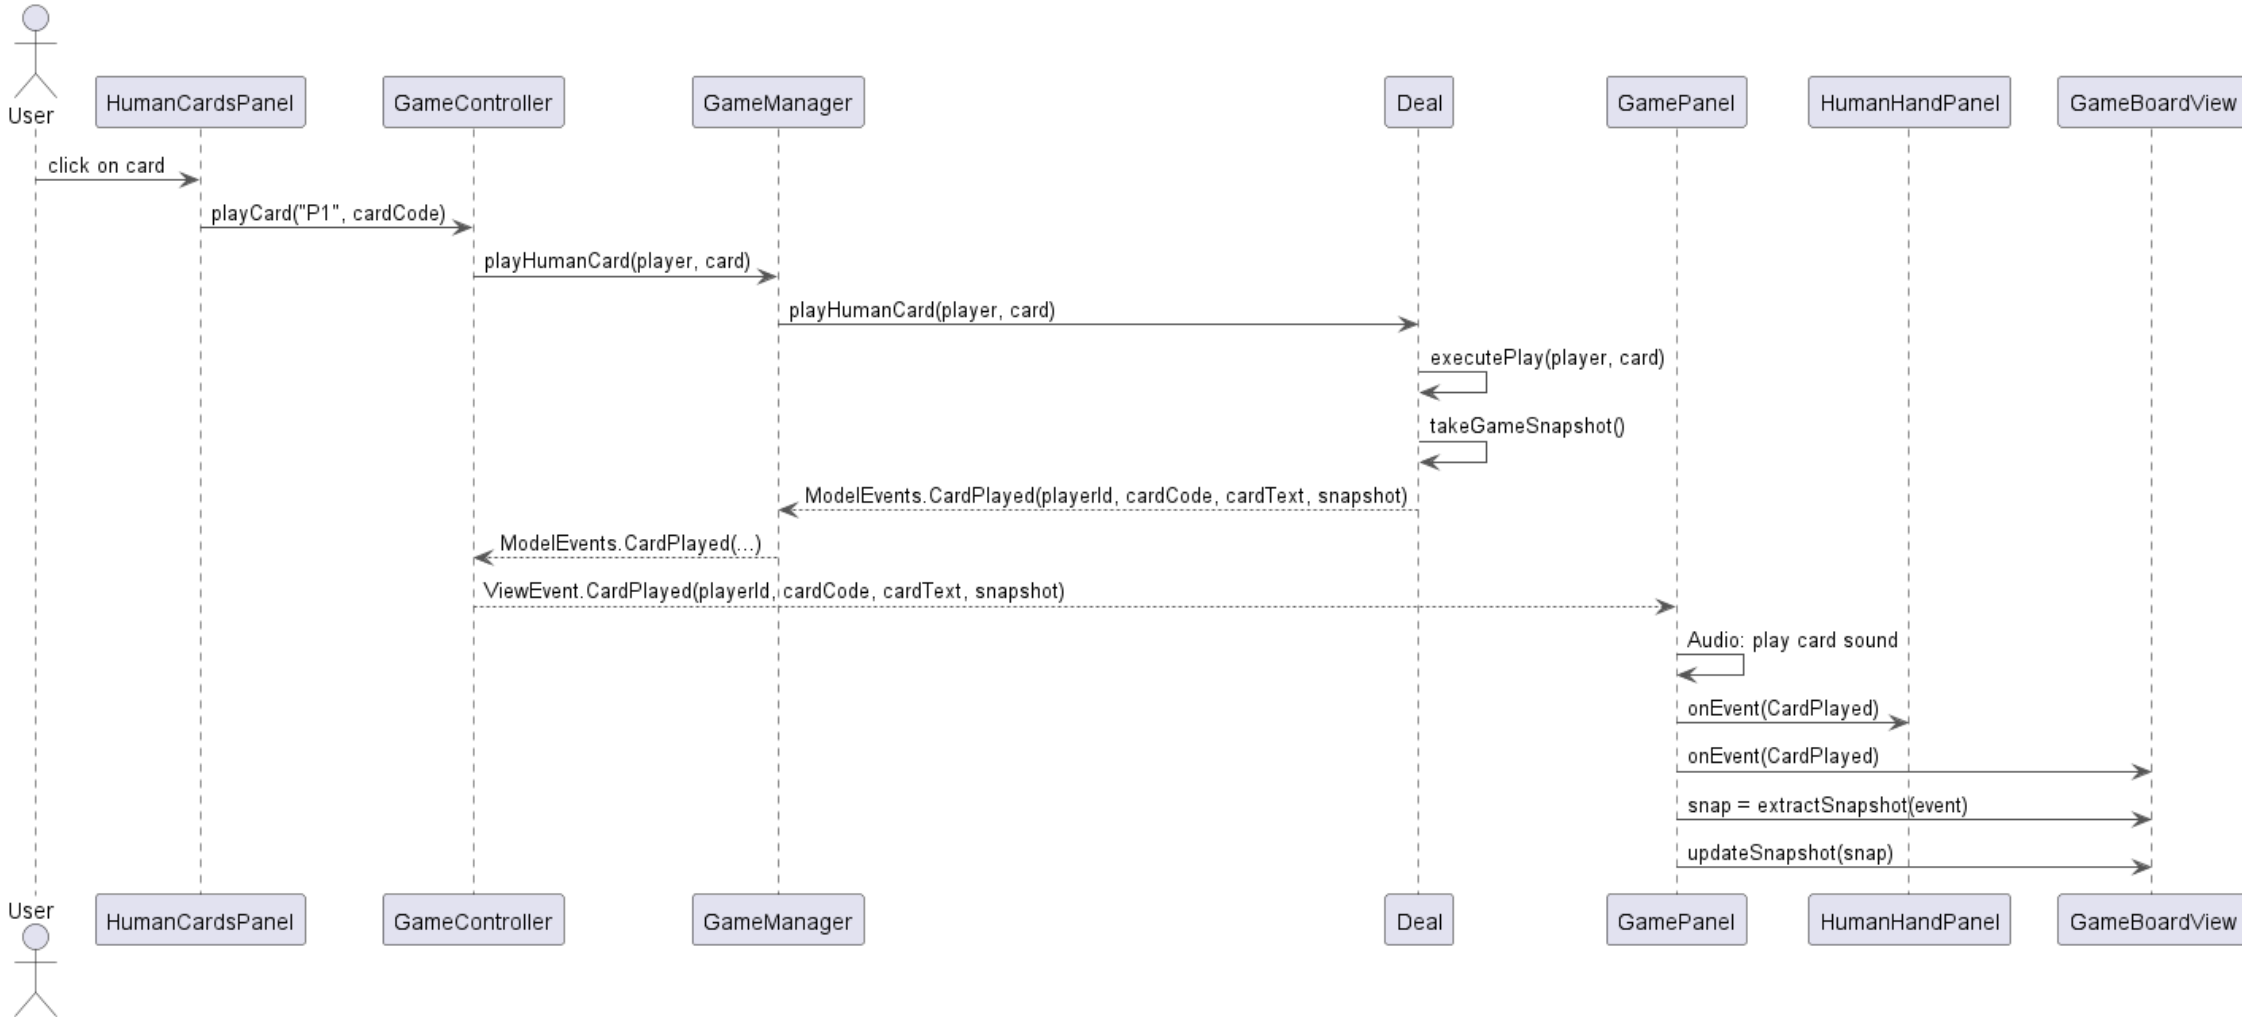 User
HumanCardsPanel
GameController
GameManager
Deal
GamePanel
HumanHandPanel
GameBoardView
click on card
playCard("P1", cardCode)
playHumanCard(player, card)
playHumanCard(player, card)
executePlay(player, card)
takeGameSnapshot()
ModelEvents.CardPlayed(playerId, cardCode, cardText, snapshot)
ModelEvents.CardPlayed(...)
ViewEvent.CardPlayed(playerId, cardCode, cardText, snapshot)
Audio: play card sound
onEvent(CardPlayed)
onEvent(CardPlayed)
snap = extractSnapshot(event)
updateSnapshot(snap)
User
HumanCardsPanel
GameController
GameManager
Deal
GamePanel
HumanHandPanel
GameBoardView